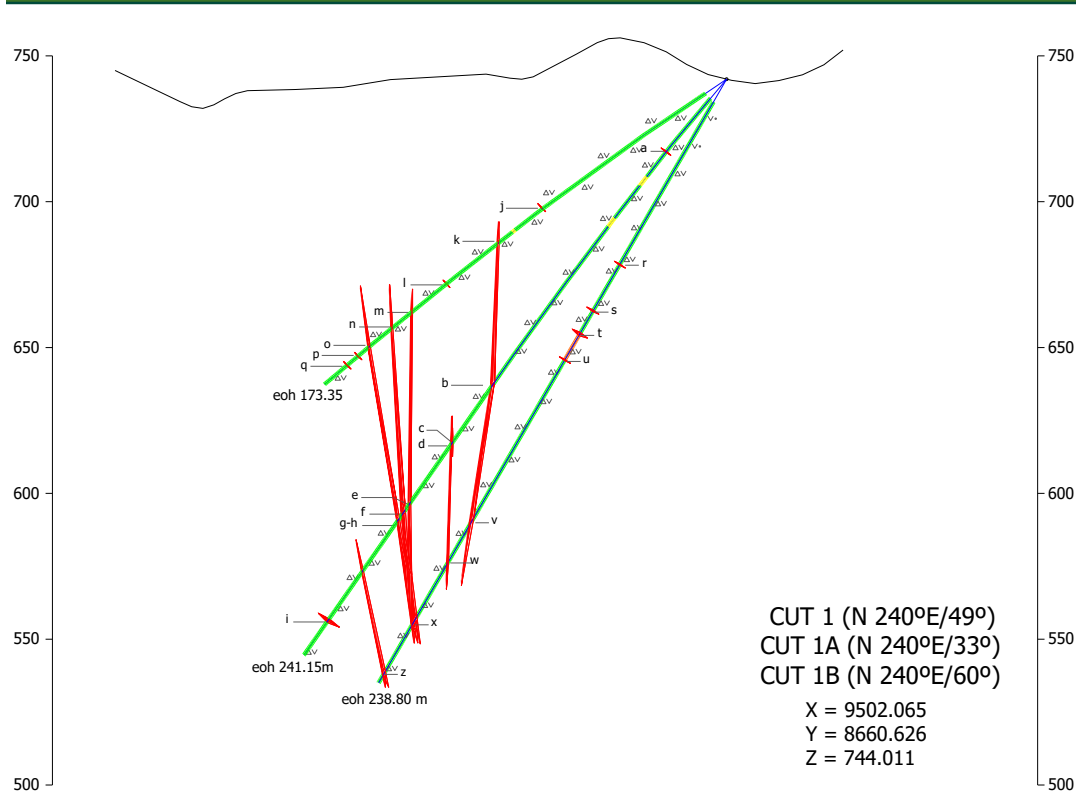 750
750
700
700
650
650
600
600
550
550
500
500
a
j
k
l
m
n
o
p
q
eoh 173.35
r
s
t
u
b
c
d
e
f
g-h
v
w
i
x
z
eoh 241.15m
eoh 238.80 m
CUT 1 (N 240ºE/49º)
CUT 1A (N 240ºE/33º)
CUT 1B (N 240ºE/60º)
X = 9502.065
Y = 8660.626
Z = 744.011